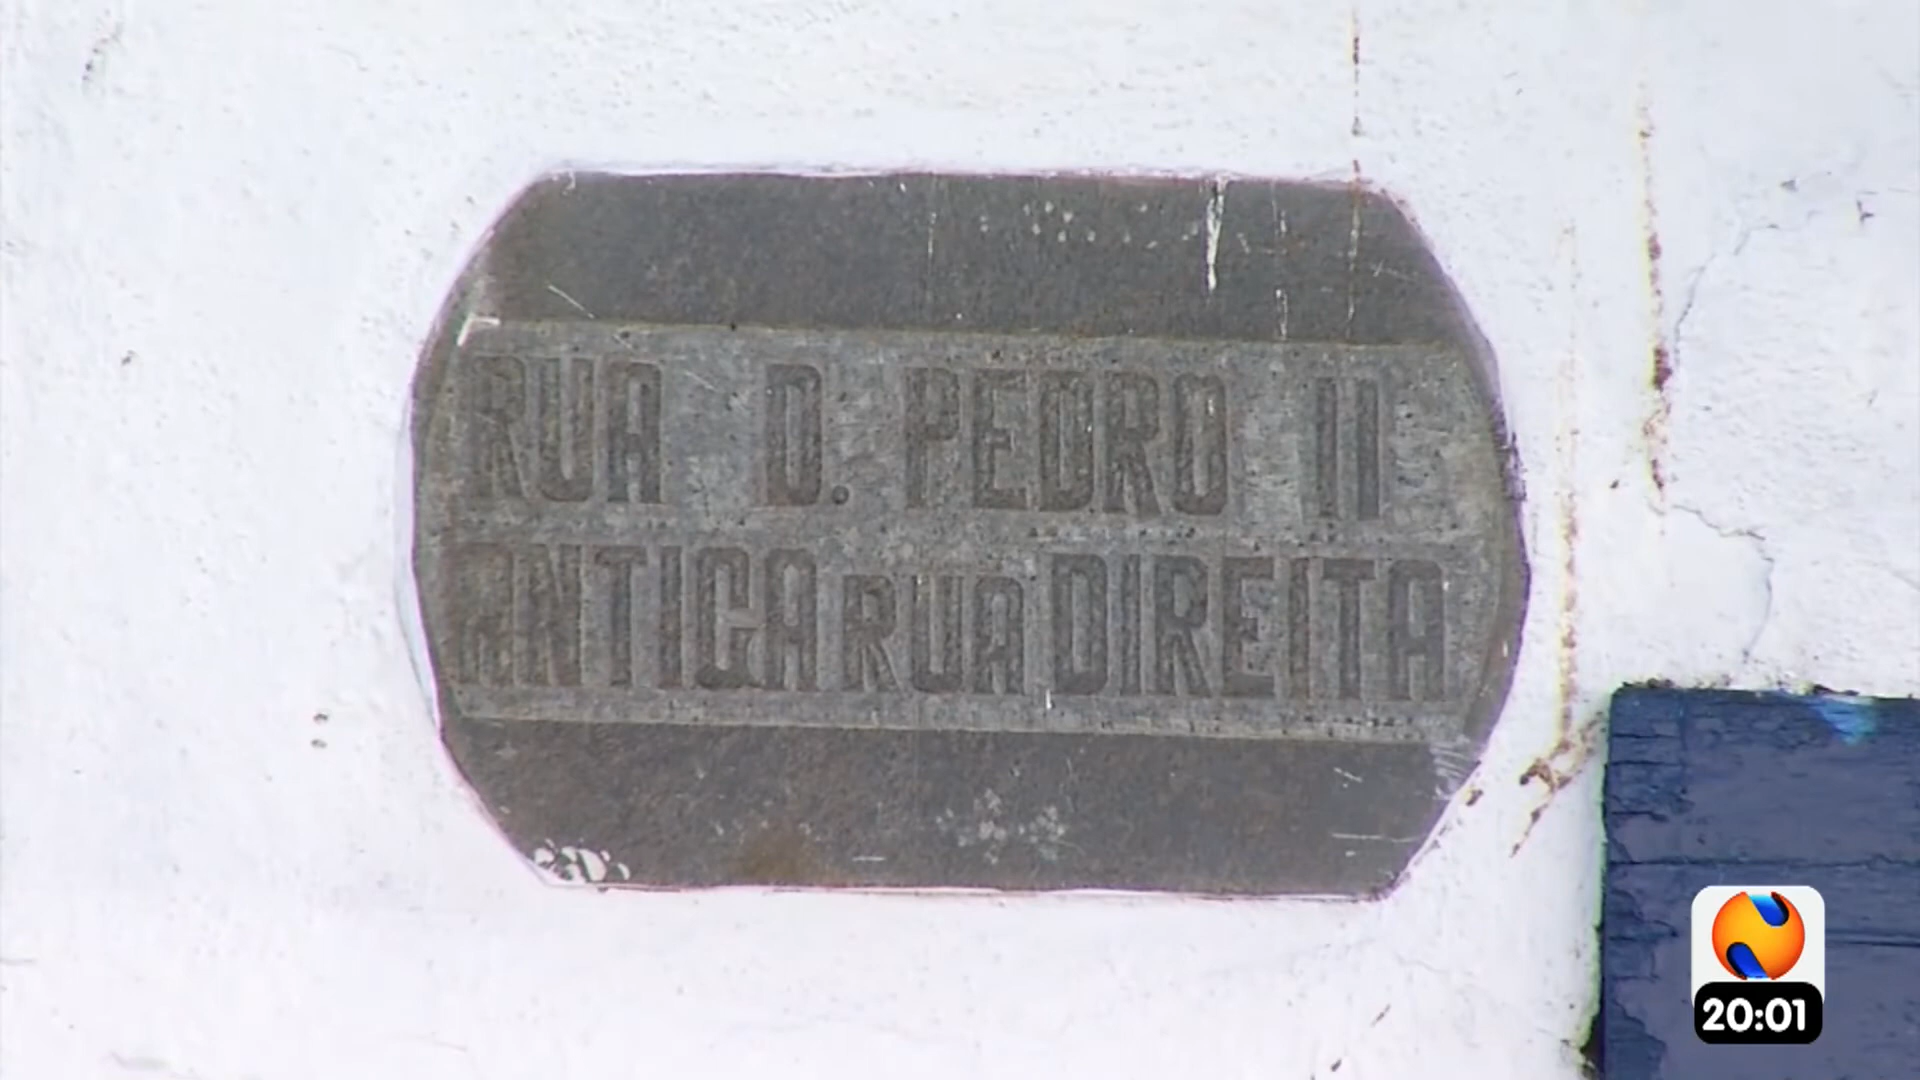 RUA D. PEDRO II
ANTIGA RUA DIREITA
20:01